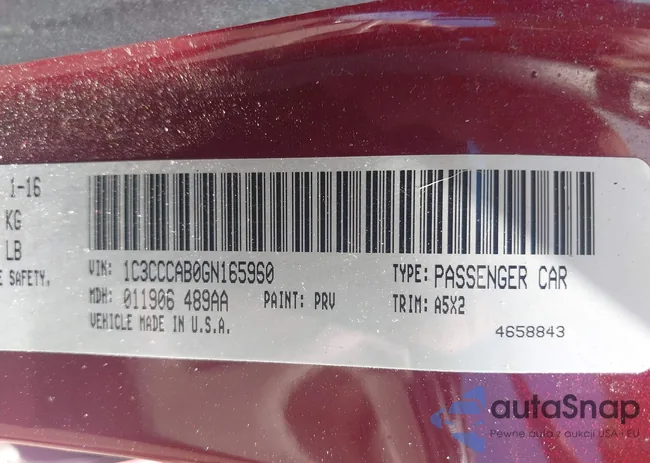 1-16
KG
LB
E SAFETY.
VIN: 1C3CCCAB0GN165960
TYPE: PASSENGER CAR
MDH: 011906 489AA
PAINT: PRV
TRIM: A5X2
VEHICLE MADE IN U.S.A.
4658843
autaSnap
Pewne auta z aukcji USA i EU